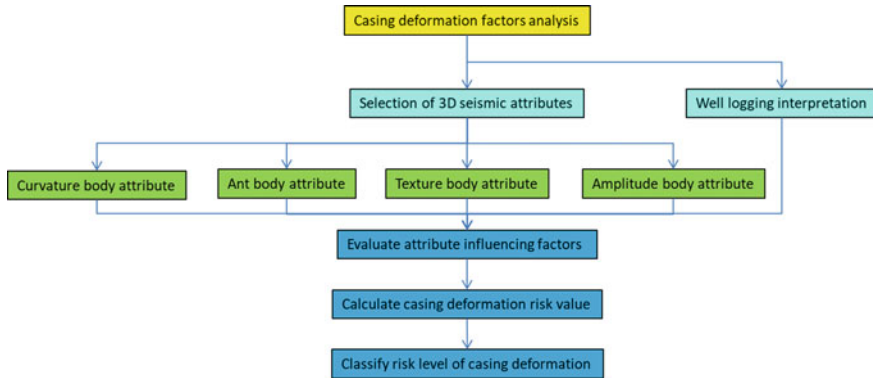 Casing deformation factors analysis
Selection of 3D seismic attributes
Well logging interpretation
Curvature body attribute
Ant body attribute
Texture body attribute
Amplitude body attribute
Evaluate attribute influencing factors
Calculate casing deformation risk value
Classify risk level of casing deformation